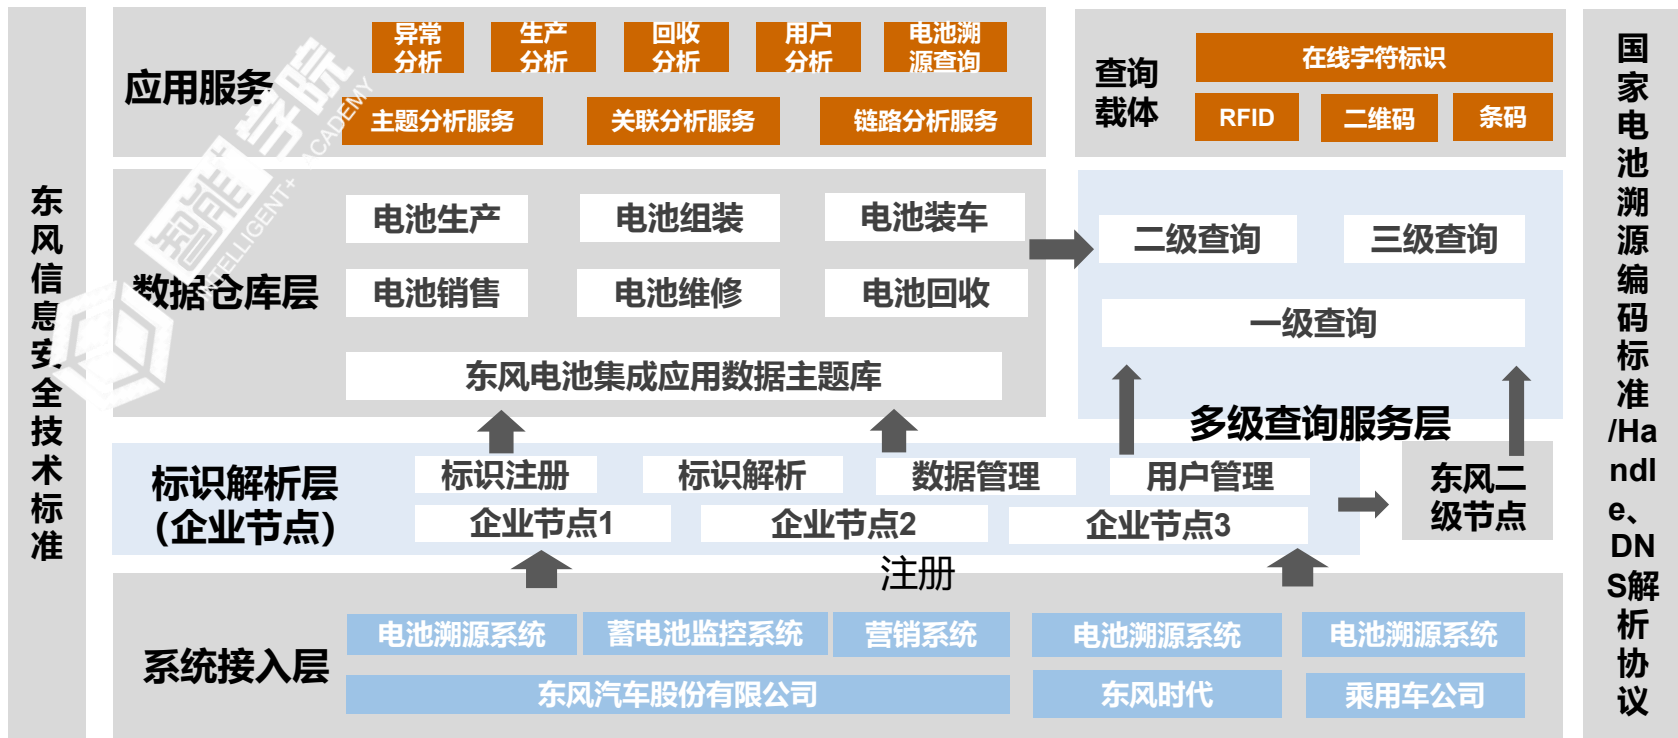 东风信息安全技术标准
应用服务
异常
分析
生产
分析
回收
分析
用户
分析
电池溯
源查询
主题分析服务
关联分析服务
链路分析服务
查询
载体
在线字符标识
RFID
二维码
条码
数据仓库层
电池生产
电池组装
电池装车
电池销售
电池维修
电池回收
东风电池集成应用数据主题库
二级查询
三级查询
一级查询
多级查询服务层
标识解析层
（企业节点）
标识注册
标识解析
数据管理
用户管理
企业节点1
企业节点2
企业节点3
东风二
级节点
注册
系统接入层
电池溯源系统
蓄电池监控系统
营销系统
电池溯源系统
电池溯源系统
东风汽车股份有限公司
东风时代
乘用车公司
国
家
电
池
溯
源
编
码
标
准
/Ha
ndl
e、
DN
S解
析
协
议
智能学院
INTELLIGENT+ ACADEMY